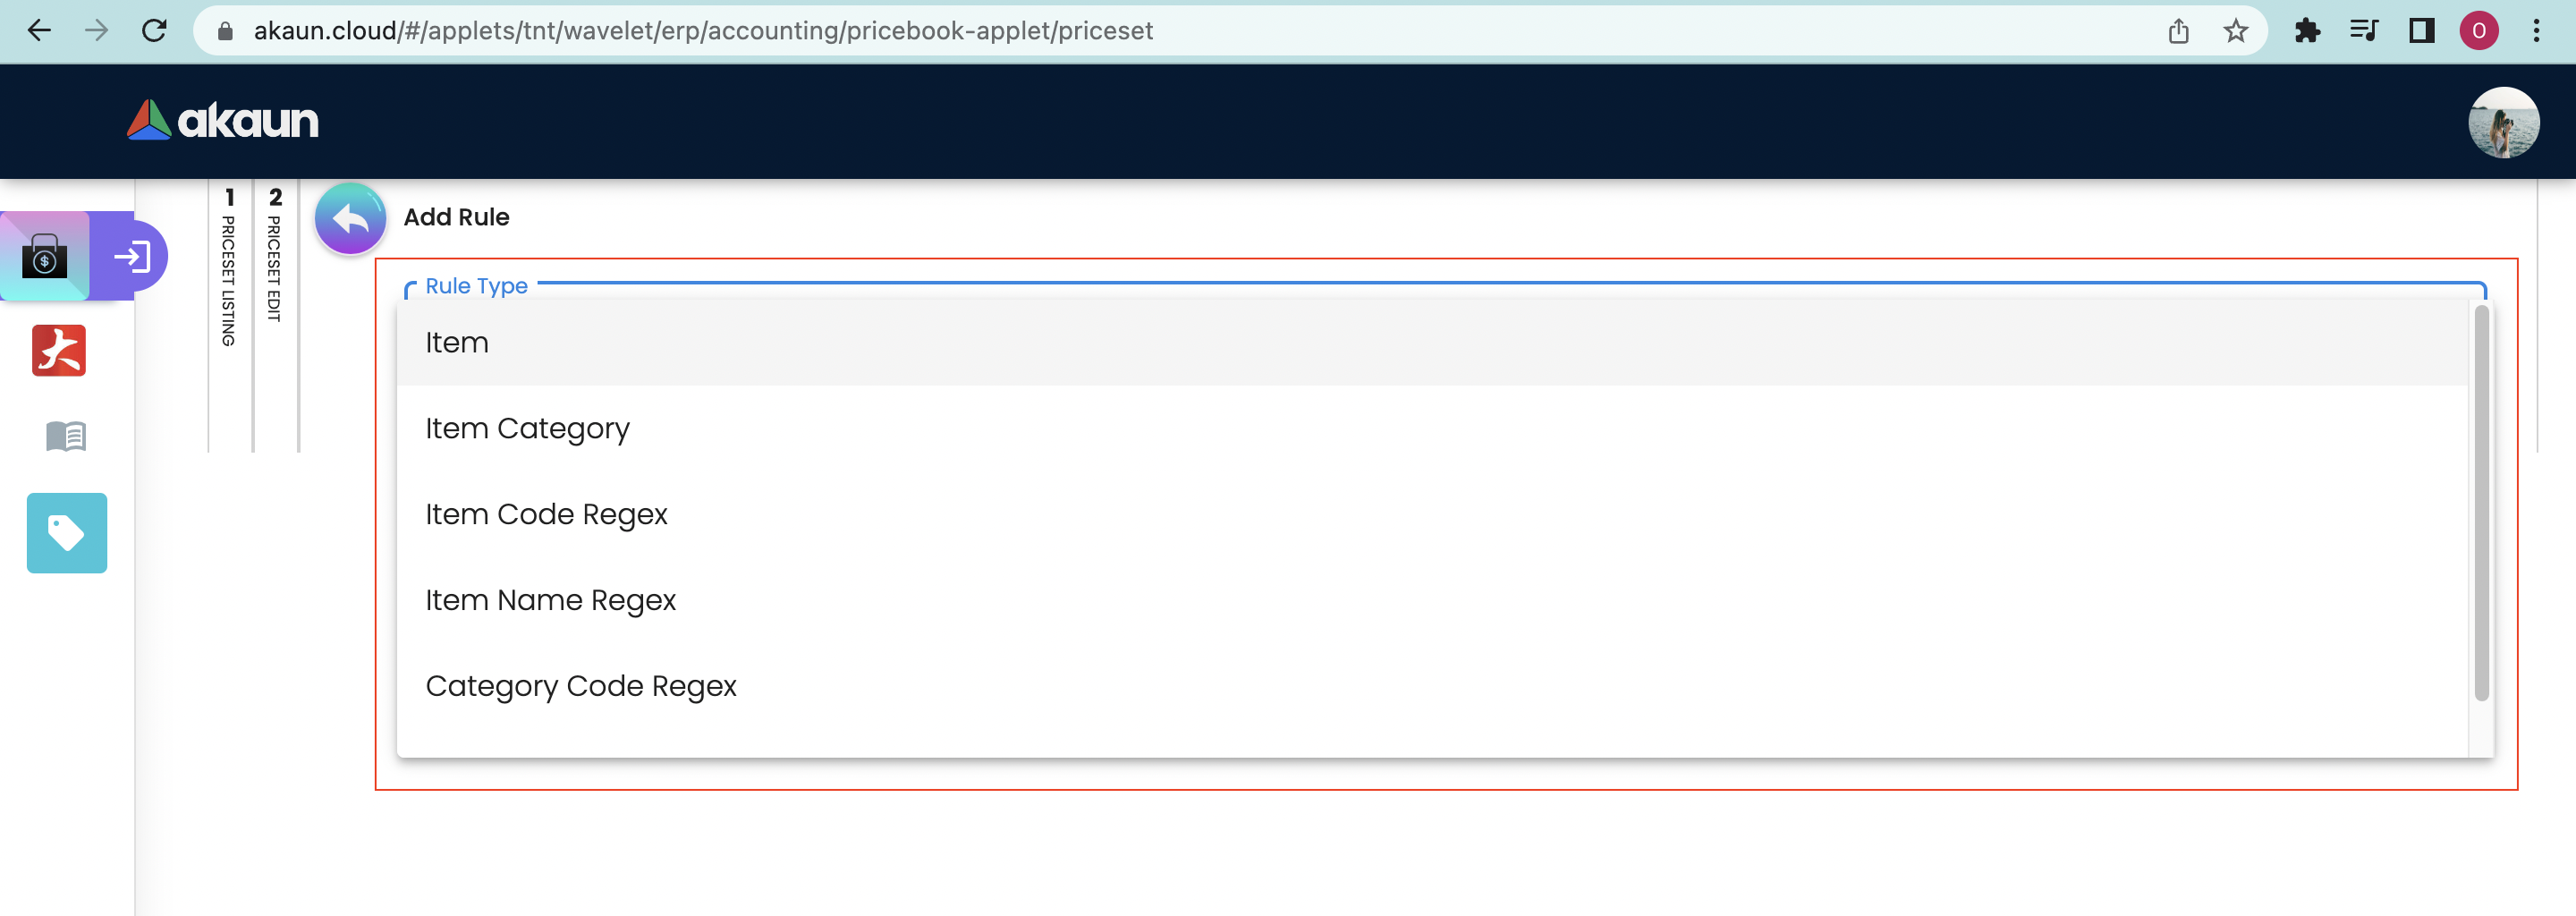 akaun.cloud/#/applets/tnt/wavelet/erp/accounting/pricebook-applet/priceset
O
akaun
1
PRICESET LISTING
2
PRICESET EDIT
Add Rule
$
Rule Type
Item
Item Category
Item Code Regex
Item Name Regex
Category Code Regex